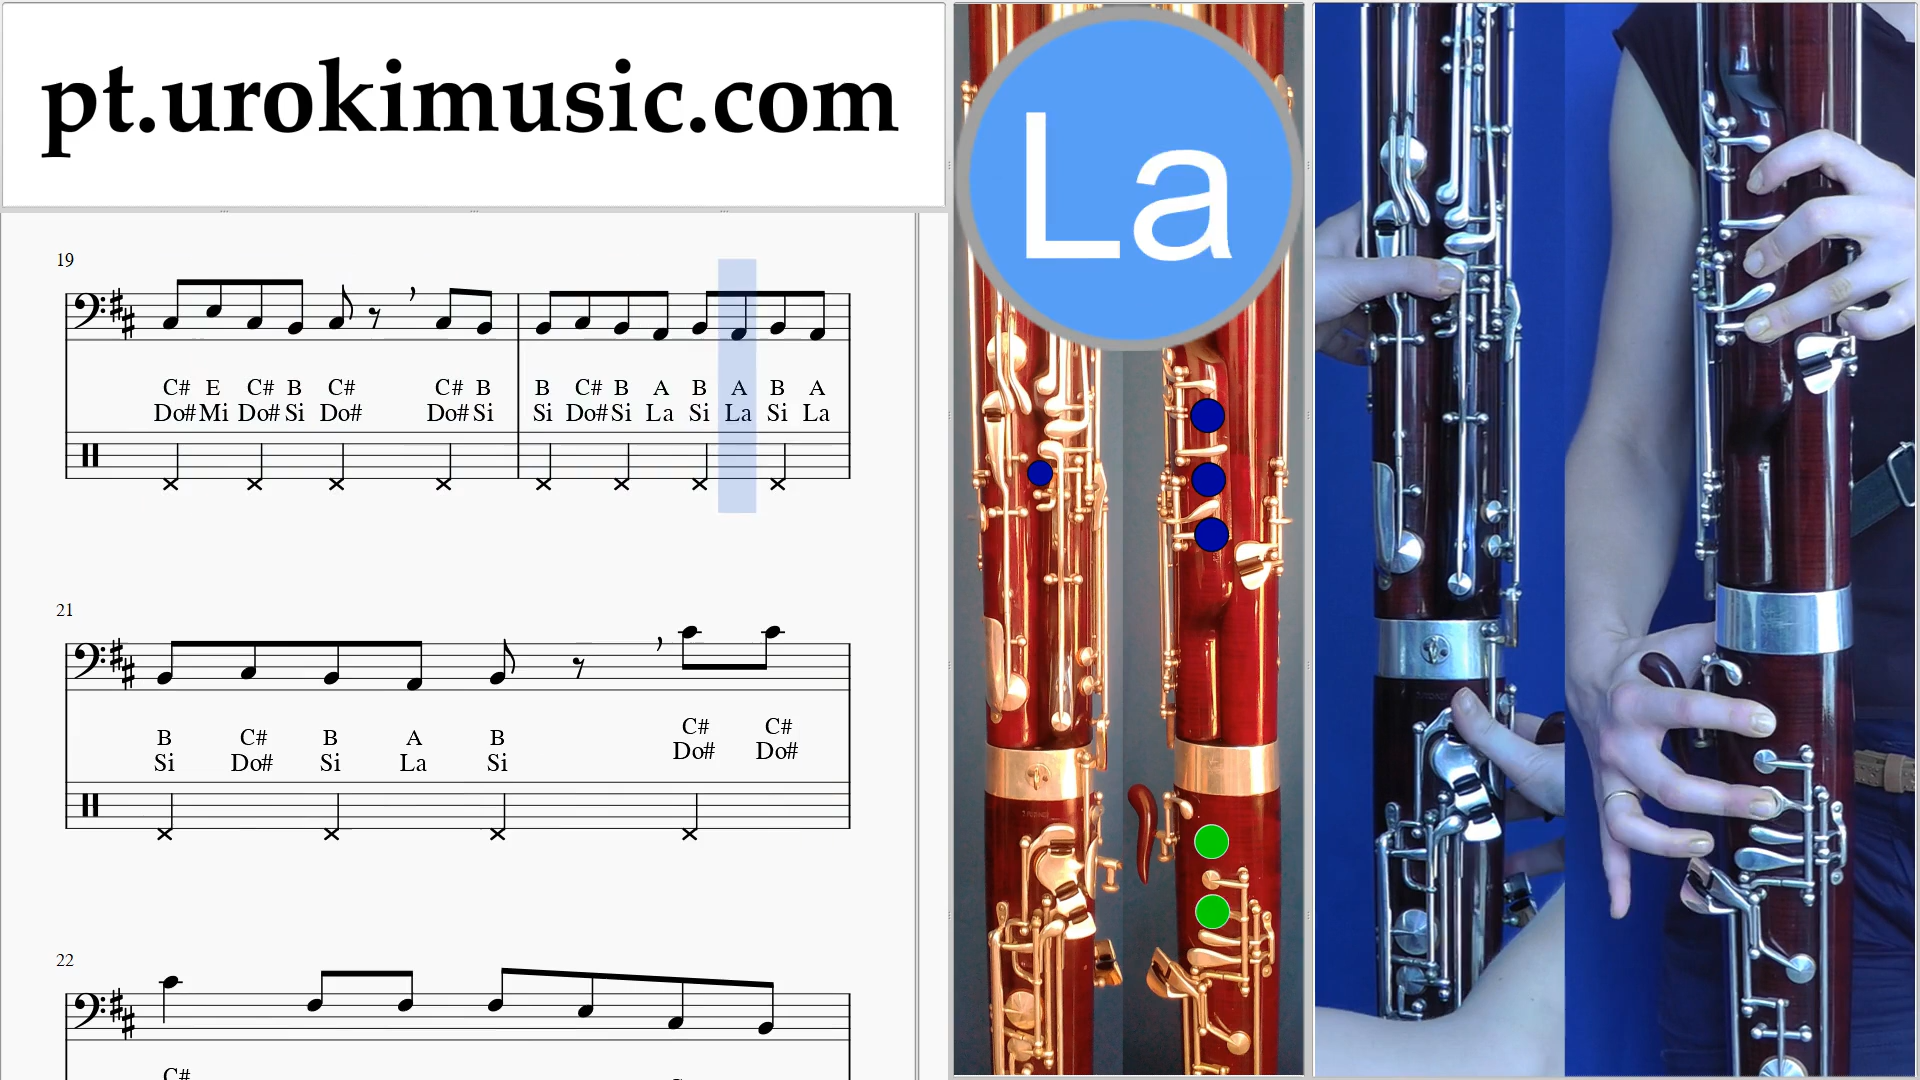 pt.urokimusic.com
La
19
C# E C# B C# C# B B C# B A B A B A
Do# Mi Do# Si Do# Do# Si Si Do# Si La Si La Si La
21
B C# B A B C# C#
Si Do# Si La Si Do# Do#
22
C#